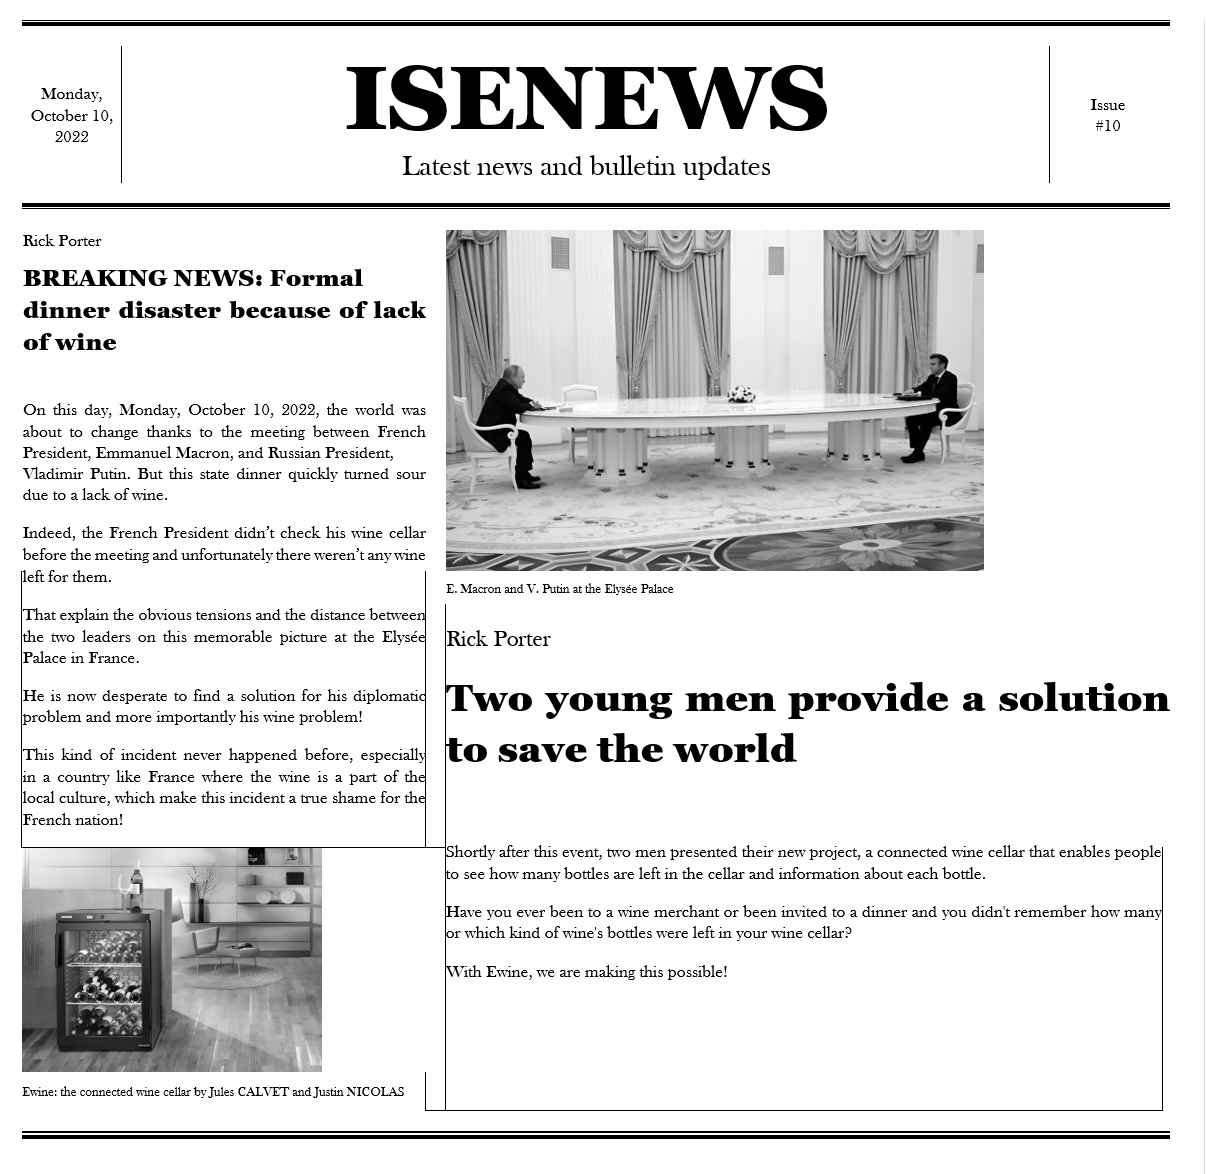 Monday,
October 10,
2022
ISENEWS
Latest news and bulletin updates
Issue
#10
Rick Porter
BREAKING NEWS: Formal
dinner disaster because of lack
of wine
On this day, Monday, October 10, 2022, the world was
about to change thanks to the meeting between French
President, Emmanuel Macron, and Russian President,
Vladimir Putin. But this state dinner quickly turned sour
due to a lack of wine.
Indeed, the French President didn’t check his wine cellar
before the meeting and unfortunately there weren’t any wine
left for them.
That explain the obvious tensions and the distance between
the two leaders on this memorable picture at the Elysée
Palace in France.
He is now desperate to find a solution for his diplomatic
problem and more importantly his wine problem!
This kind of incident never happened before, especially
in a country like France where the wine is a part of the
local culture, which make this incident a true shame for the
French nation!
Ewine: the connected wine cellar by Jules CALVET and Justin NICOLAS
E. Macron and V. Putin at the Elysée Palace
Rick Porter
Two young men provide a solution
to save the world
Shortly after this event, two men presented their new project, a connected wine cellar that enables people
to see how many bottles are left in the cellar and information about each bottle.
Have you ever been to a wine merchant or been invited to a dinner and you didn't remember how many
or which kind of wine's bottles were left in your wine cellar?
With Ewine, we are making this possible!